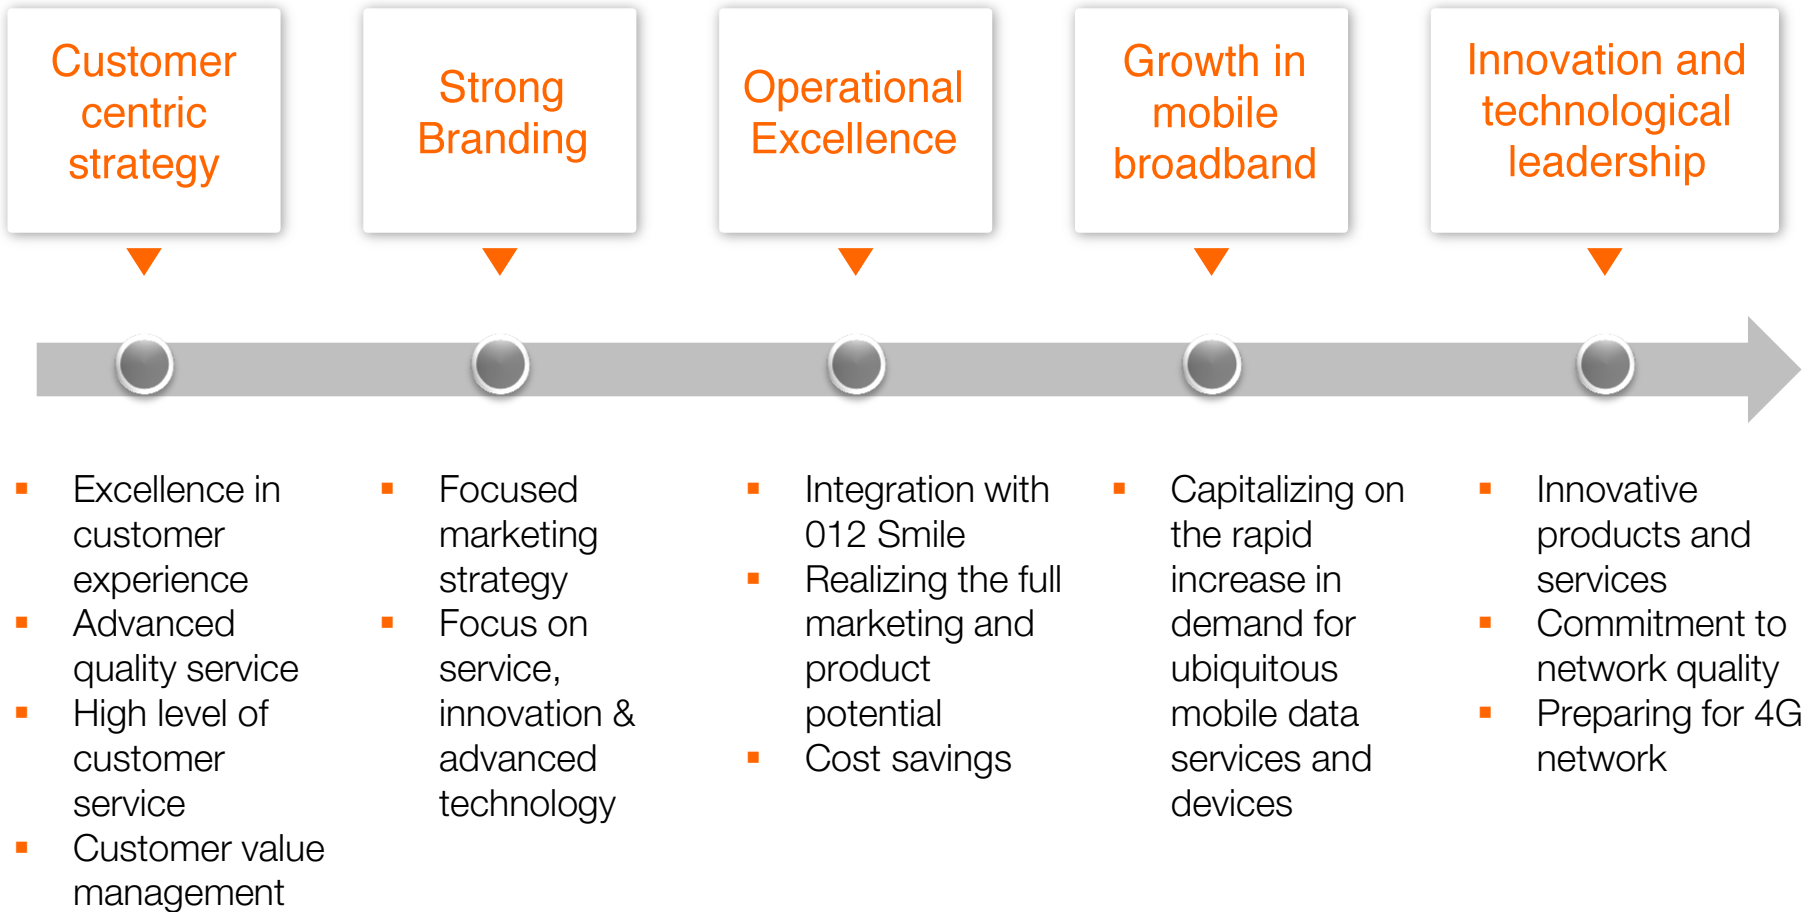 Customer
centric
strategy
Strong
Branding
Operational
Excellence
Growth in
mobile
broadband
Innovation and
technological
leadership
Excellence in
customer
experience
Advanced
quality service
High level of
customer
service
Customer value
management
Focused
marketing
strategy
Focus on
service,
innovation &
advanced
technology
Integration with
012 Smile
Realizing the full
marketing and
product
potential
Cost savings
Capitalizing on
the rapid
increase in
demand for
ubiquitous
mobile data
services and
devices
Innovative
products and
services
Commitment to
network quality
Preparing for 4G
network